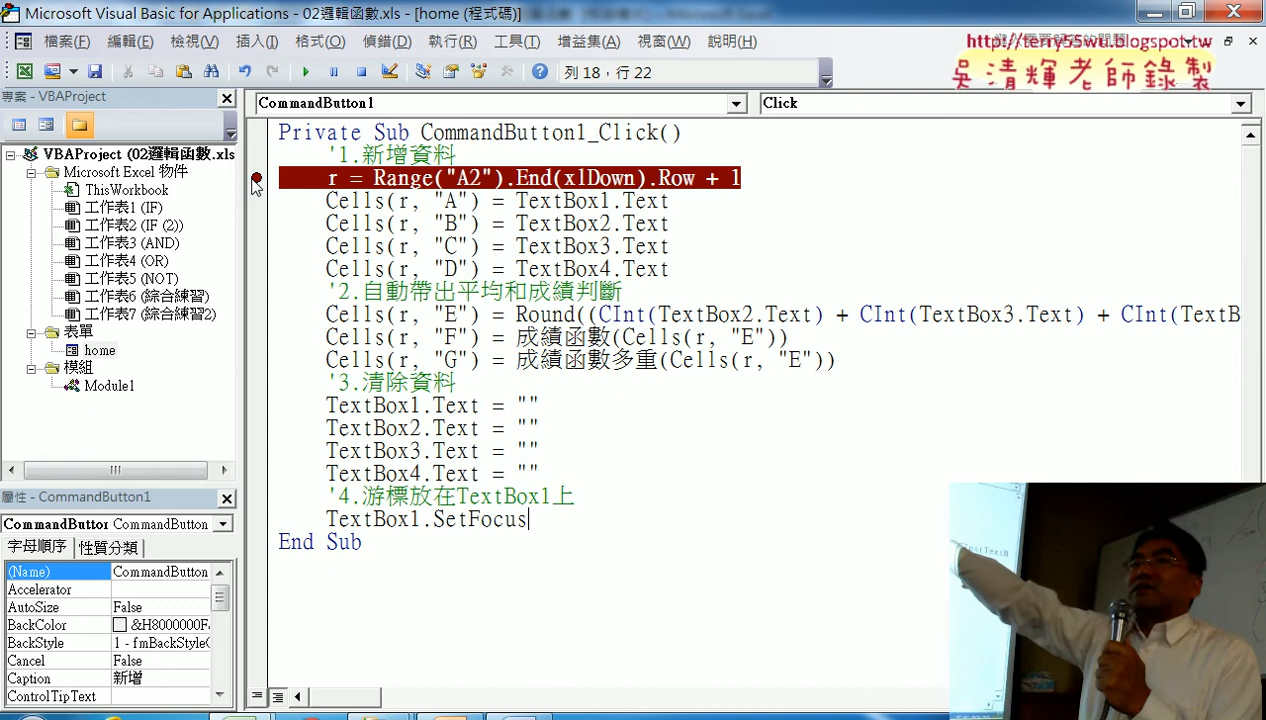 Microsoft Visual Basic for Applications - 02邏輯函數.xls - [home (程式碼)]
檔案(F) 編輯(E) 檢視(V) 插入(I) 格式(O) 偵錯(D) 執行(R) 工具(T) 增益集(A) 視窗(W) 說明(H)
http://terry55wu.blogspot.tw
吳清輝老師錄製
列 18，行 22
專案 - VBAProject
CommandButton1 Click
VBAProject (02邏輯函數.xls
Microsoft Excel 物件
ThisWorkbook
工作表1 (IF)
工作表2 (IF (2))
工作表3 (AND)
工作表4 (OR)
工作表5 (NOT)
工作表6 (綜合練習)
工作表7 (綜合練習2)
表單
home
模組
Module1
Private Sub CommandButton1_Click()
'1.新增資料
r = Range("A2").End(xlDown).Row + 1
Cells(r, "A") = TextBox1.Text
Cells(r, "B") = TextBox2.Text
Cells(r, "C") = TextBox3.Text
Cells(r, "D") = TextBox4.Text
'2.自動帶出平均和成績判斷
Cells(r, "E") = Round((CInt(TextBox2.Text) + CInt(TextBox3.Text) + CInt(TextB
Cells(r, "F") = 成績函數(Cells(r, "E"))
Cells(r, "G") = 成績函數多重(Cells(r, "E"))
'3.清除資料
TextBox1.Text = ""
TextBox2.Text = ""
TextBox3.Text = ""
TextBox4.Text = ""
'4.游標放在TextBox1上
TextBox1.SetFocus
End Sub
屬性 - CommandButton1
CommandButton1 CommandButton
字母順序 性質分類
(Name) CommandButton
Accelerator
AutoSize False
BackColor &H8000000F
BackStyle 1 - fmBackStyleO
Cancel False
Caption 新增
ControlTipText